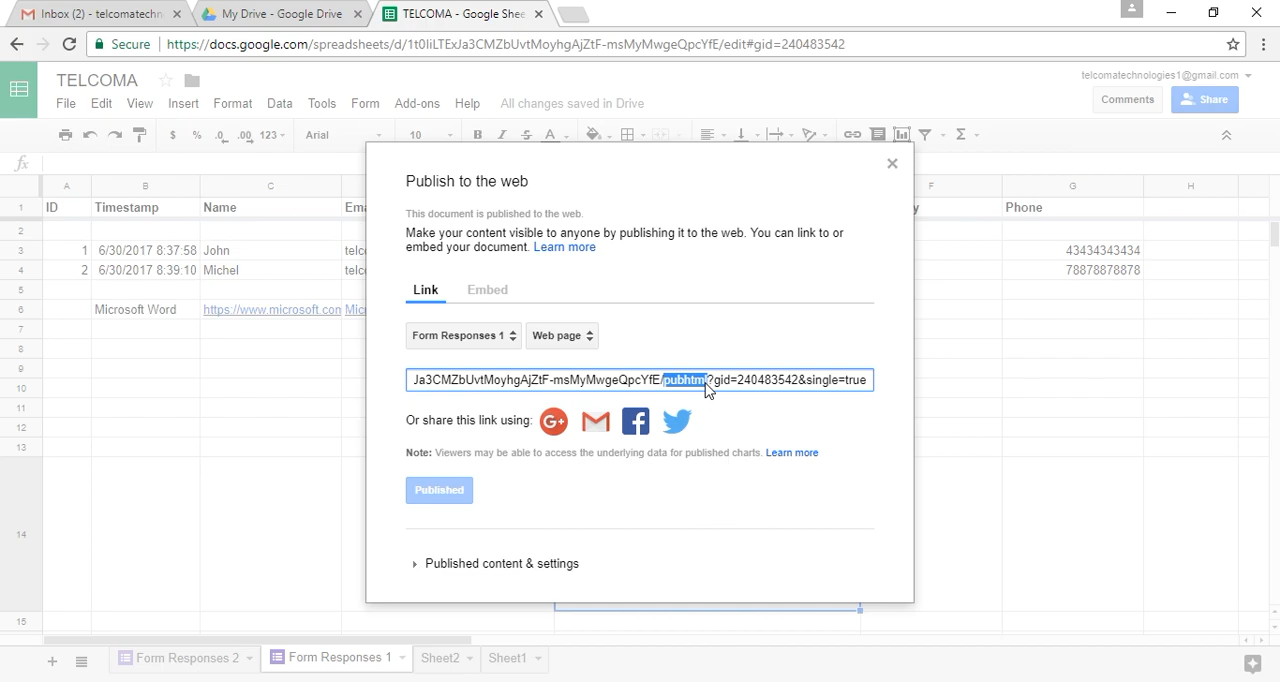 Inbox (2) - telcomatechn
My Drive - Google Drive
TELCOMA - Google Shee
Secure
https://docs.google.com/spreadsheets/d/1t0IiLTExJa3CMZbUvtMoyhgAjZtF-msMyMwgeQpcYfE/edit#gid=240483542
TELCOMA
telcomatechnologies1@gmail.com
File Edit View Insert Format Data Tools Form Add-ons Help All changes saved in Drive
Comments
Share
$ % .0 .00 123 Arial 10 B I S A
fx
A B C F G H
1 ID Timestamp Name Ema y Phone
2
3 1 6/30/2017 8:37:58 John telco 43434343434
4 2 6/30/2017 8:39:10 Michel telco 78878878878
5
6 Microsoft Word https://www.microsoft.con Mic
7
8
9
10
11
12
13
14
15
Publish to the web
This document is published to the web.
Make your content visible to anyone by publishing it to the web. You can link to or
embed your document. Learn more
Link Embed
Form Responses 1 Web page
Ja3CMZbUvtMoyhgAjZtF-msMyMwgeQpcYfE/pubhtml?gid=240483542&single=true
Or share this link using: G+
Note: Viewers may be able to access the underlying data for published charts. Learn more
Published
Published content & settings
Form Responses 2 Form Responses 1 Sheet2 Sheet1